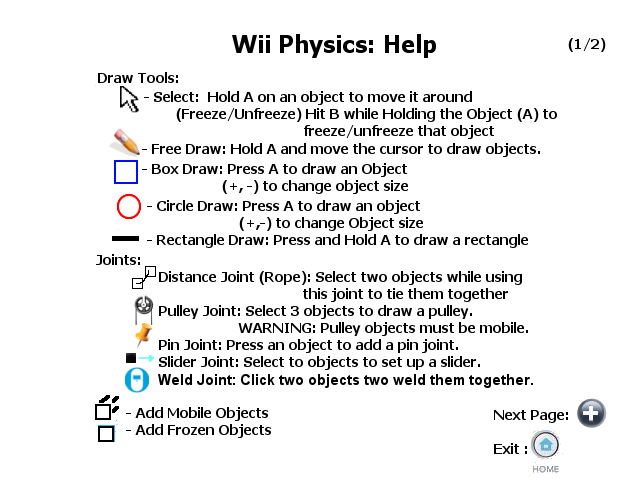 Wii Physics: Help
(1/2)
Draw Tools:
- Select: Hold A on an object to move it around
(Freeze/Unfreeze) Hit B while Holding the Object (A) to
freeze/unfreeze that object
- Free Draw: Hold A and move the cursor to draw objects.
- Box Draw: Press A to draw an Object
(+,-) to change object size
- Circle Draw: Press A to draw an object
(+,-) to change Object size
- Rectangle Draw: Press and Hold A to draw a rectangle
Joints:
Distance Joint (Rope): Select two objects while using
this joint to tie them together
Pulley Joint: Select 3 objects to draw a pulley.
WARNING: Pulley objects must be mobile.
Pin Joint: Press an object to add a pin joint.
Slider Joint: Select to objects to set up a slider.
Weld Joint: Click two objects two weld them together.
- Add Mobile Objects
- Add Frozen Objects
Next Page:
Exit :
HOME